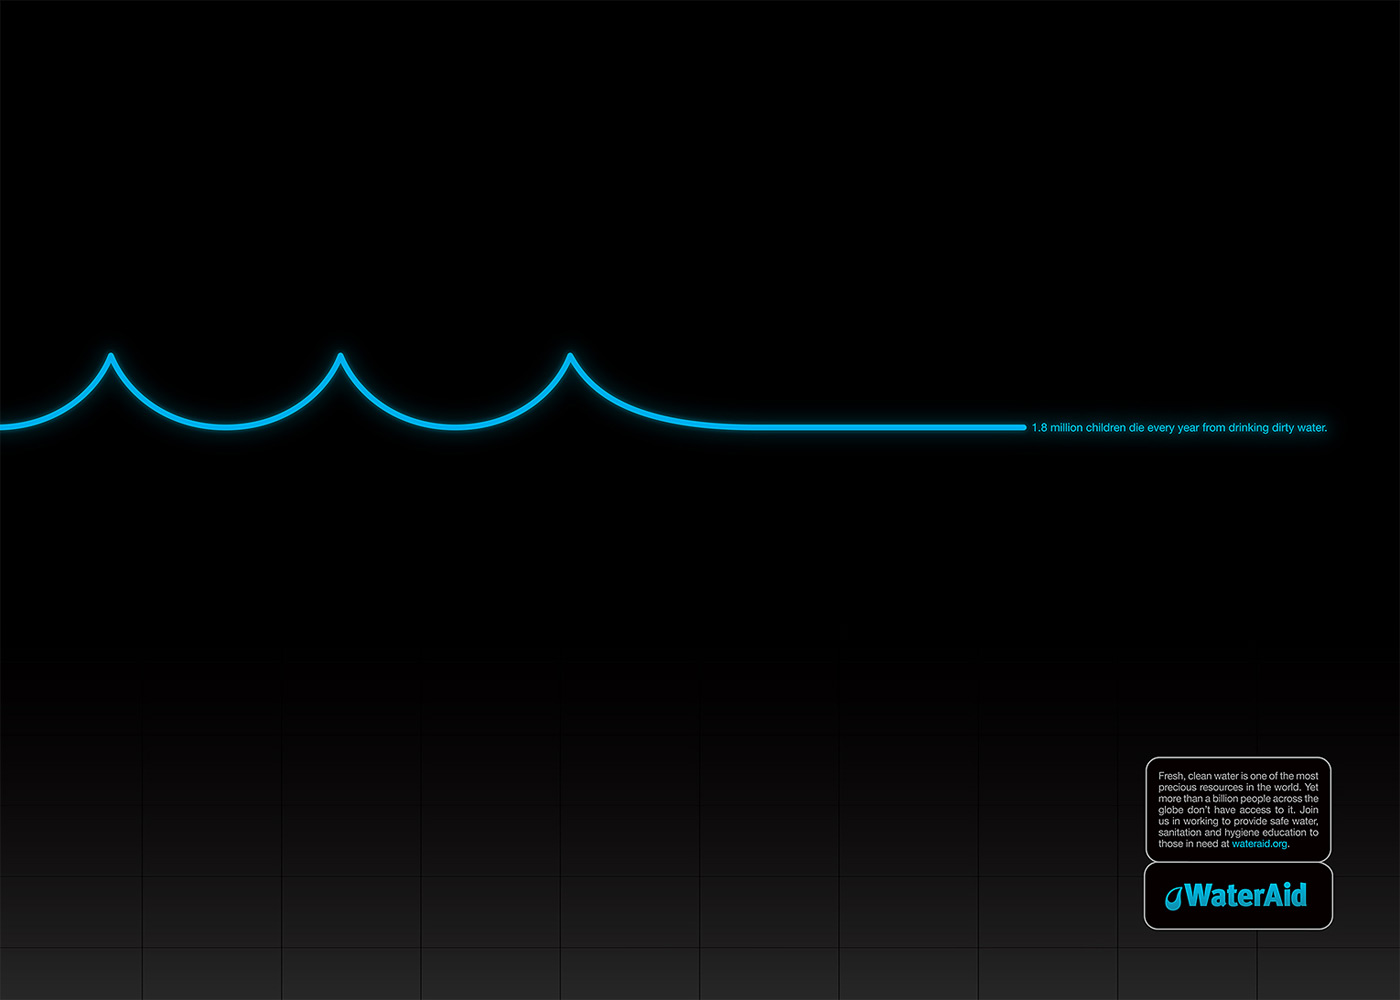 1.8 million children die every year from drinking dirty water.
Fresh, clean water is one of the most
precious resources in the world. Yet
more than a billion people across the
globe don't have access to it. Join
us in working to provide safe water,
sanitation and hygiene education to
those in need at wateraid.org.
WaterAid